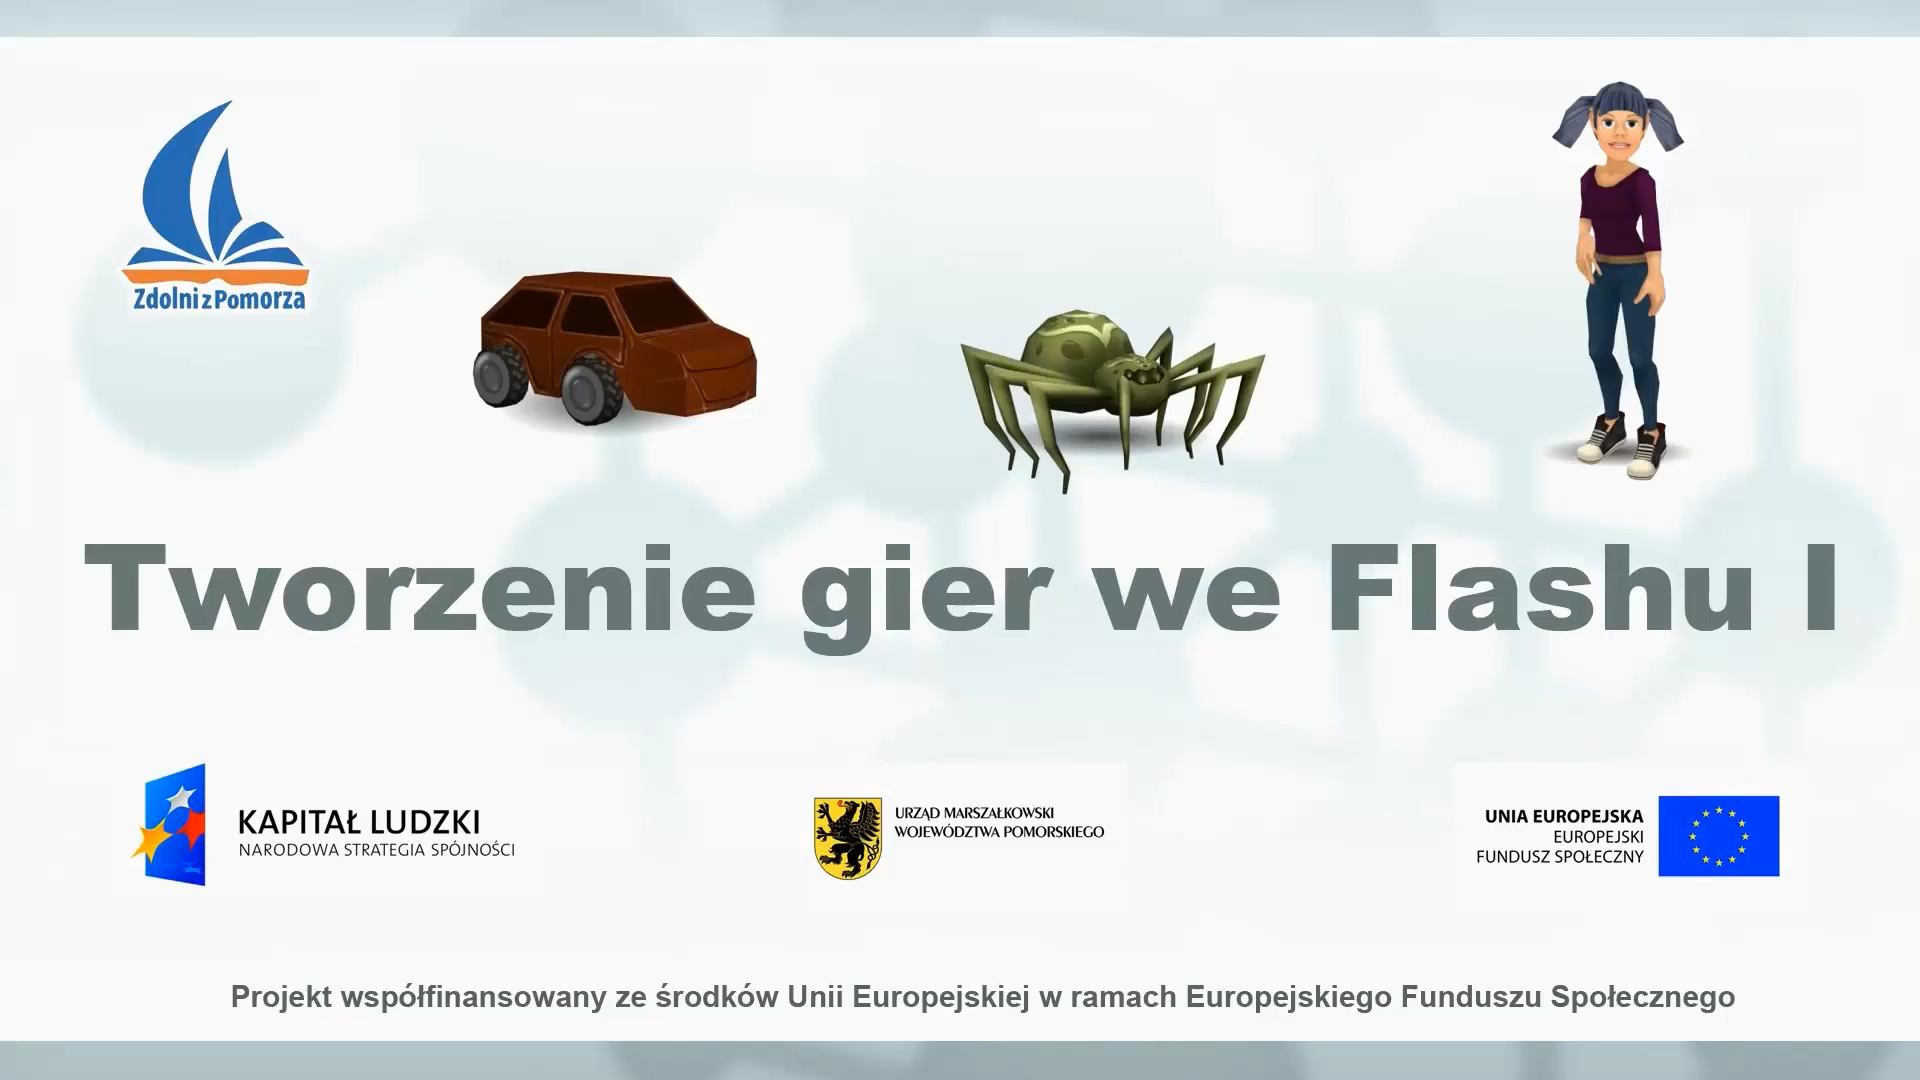 Zdolni z Pomorza
Tworzenie gier we Flashu I
KAPITAŁ LUDZKI
NARODOWA STRATEGIA SPÓJNOŚCI
URZĄD MARSZAŁKOWSKI
WOJEWÓDZTWA POMORSKIEGO
UNIA EUROPEJSKA
EUROPEJSKI
FUNDUSZ SPOŁECZNY
Projekt współfinansowany ze środków Unii Europejskiej w ramach Europejskiego Funduszu Społecznego